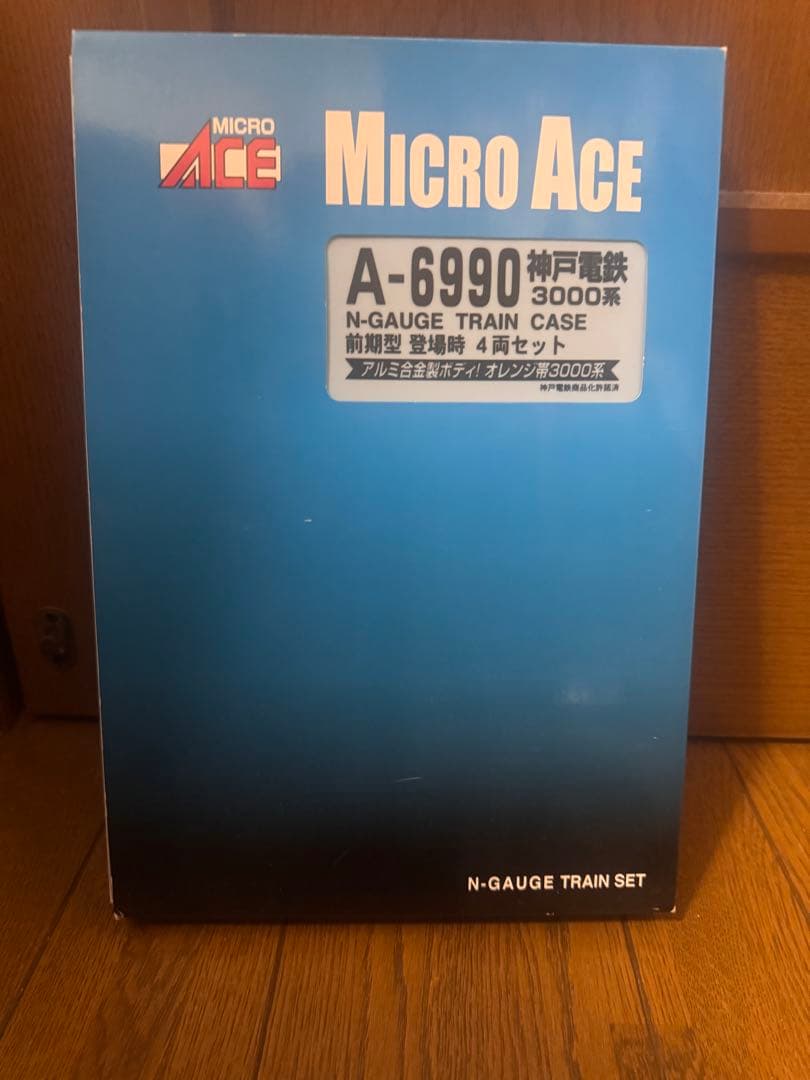 MICRO
ACE
MICRO ACE
A-6990 神戸電鉄
3000系
N-GAUGE TRAIN CASE
前期型 登場時 4両セット
アルミ合金製ボディ! オレンジ帯3000系
神戸電鉄商品化許諾済
N-GAUGE TRAIN SET